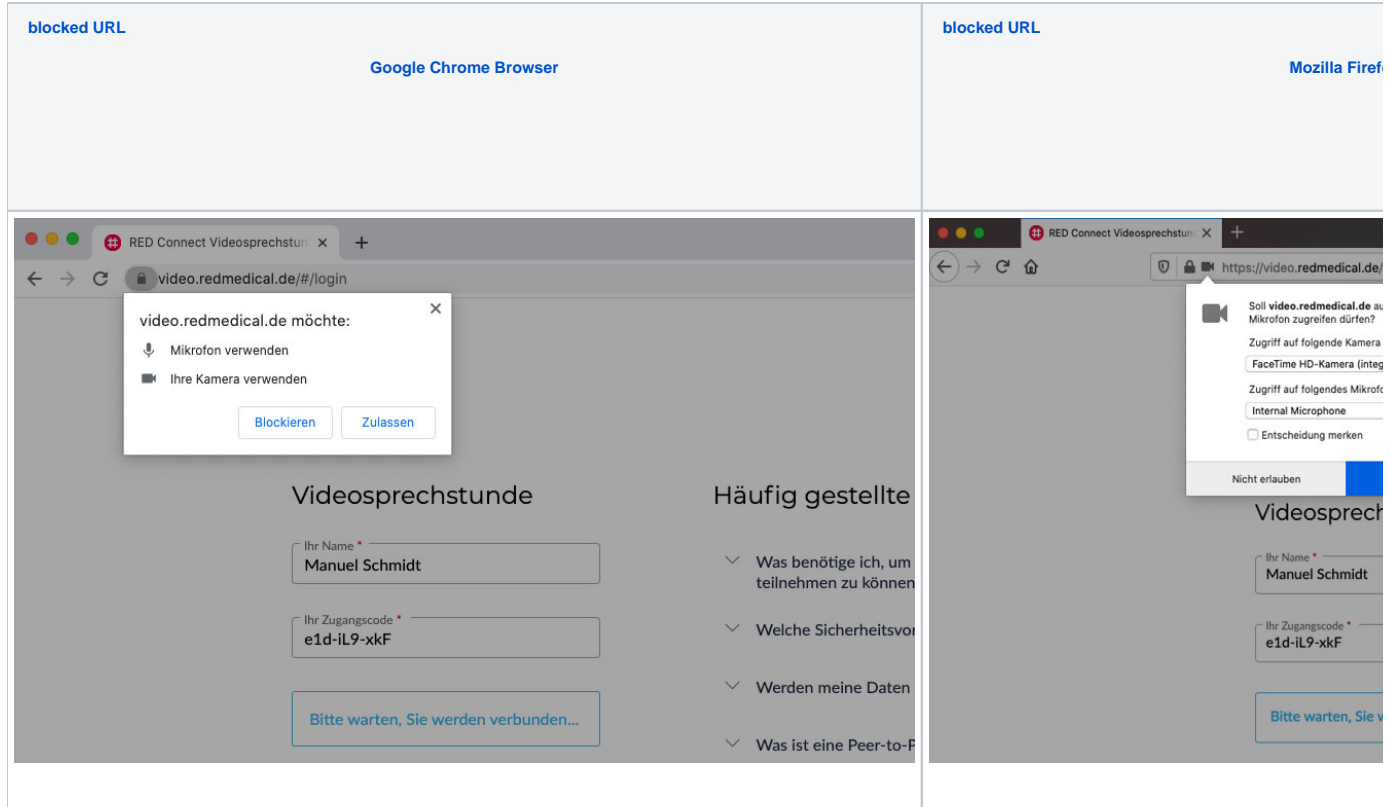 blocked URL
Google Chrome Browser
blocked URL
Mozilla Firef
RED Connect Videosprechstun
video.redmedical.de/#/login
video.redmedical.de möchte:
Mikrofon verwenden
Ihre Kamera verwenden
Blockieren
Zulassen
Videosprechstunde
Ihr Name *
Manuel Schmidt
Ihr Zugangscode *
e1d-iL9-xkF
Bitte warten, Sie werden verbunden...
Häufig gestellte
Was benötige ich, um
teilnehmen zu können
Welche Sicherheitsvor
Werden meine Daten
Was ist eine Peer-to-P
RED Connect Videosprechstun
https://video.redmedical.de/
Soll video.redmedical.de au
Mikrofon zugreifen dürfen?
Zugriff auf folgende Kamera
FaceTime HD-Kamera (integ
Zugriff auf folgendes Mikrofo
Internal Microphone
Entscheidung merken
Nicht erlauben
Videosprech
Ihr Name *
Manuel Schmidt
Ihr Zugangscode *
e1d-iL9-xkF
Bitte warten, Sie w